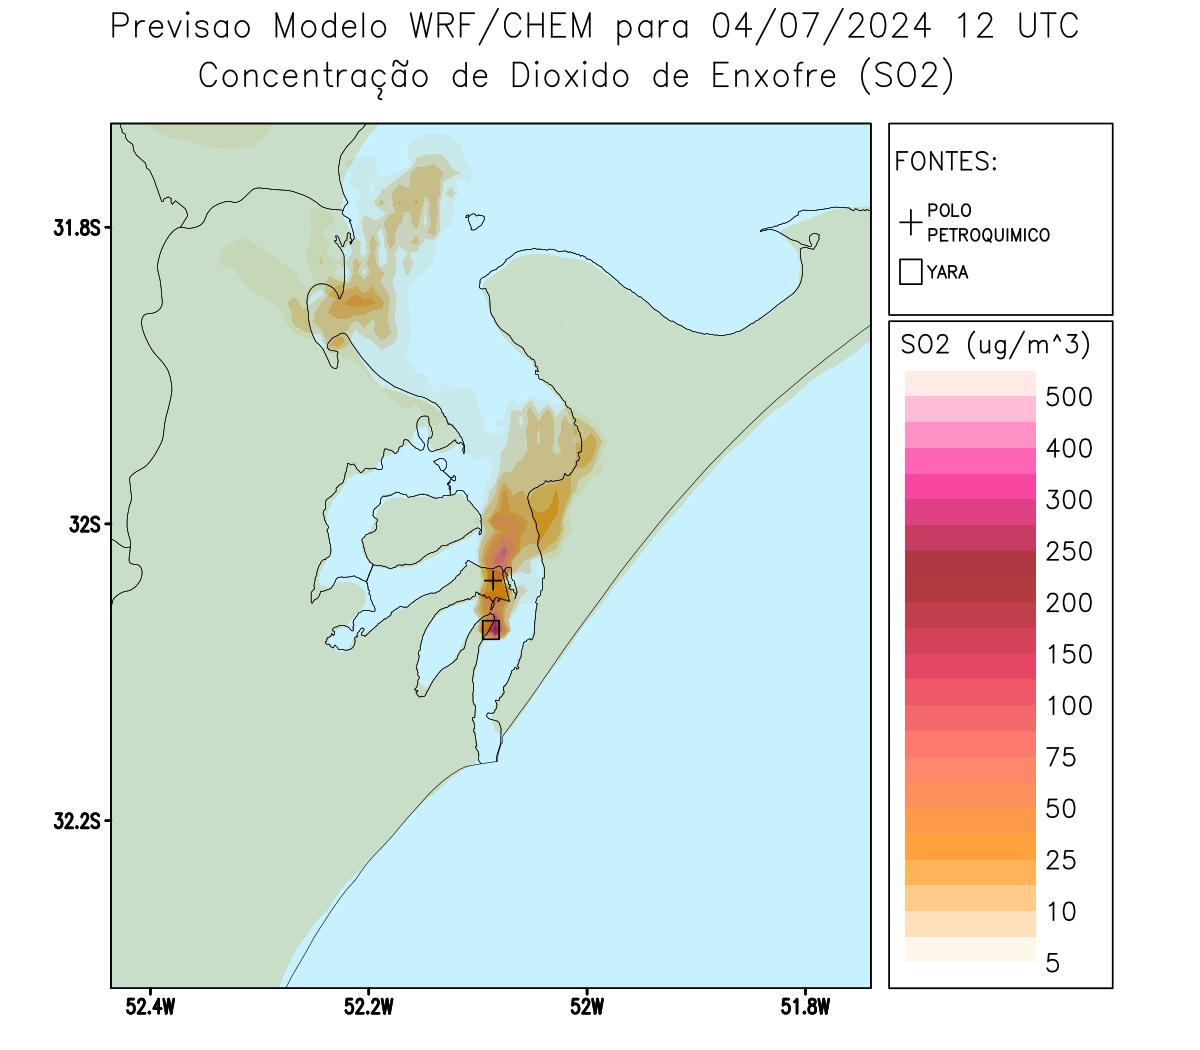 Previsao Modelo WRF/CHEM para 04/07/2024 12 UTC
Concentração de Dioxido de Enxofre (SO2)
FONTES:
POLO
PETROQUIMICO
YARA
SO2 (ug/m^3)
500
400
300
250
200
150
100
75
50
25
10
5
31.8S
32S
32.2S
52.4W 52.2W 52W 51.8W